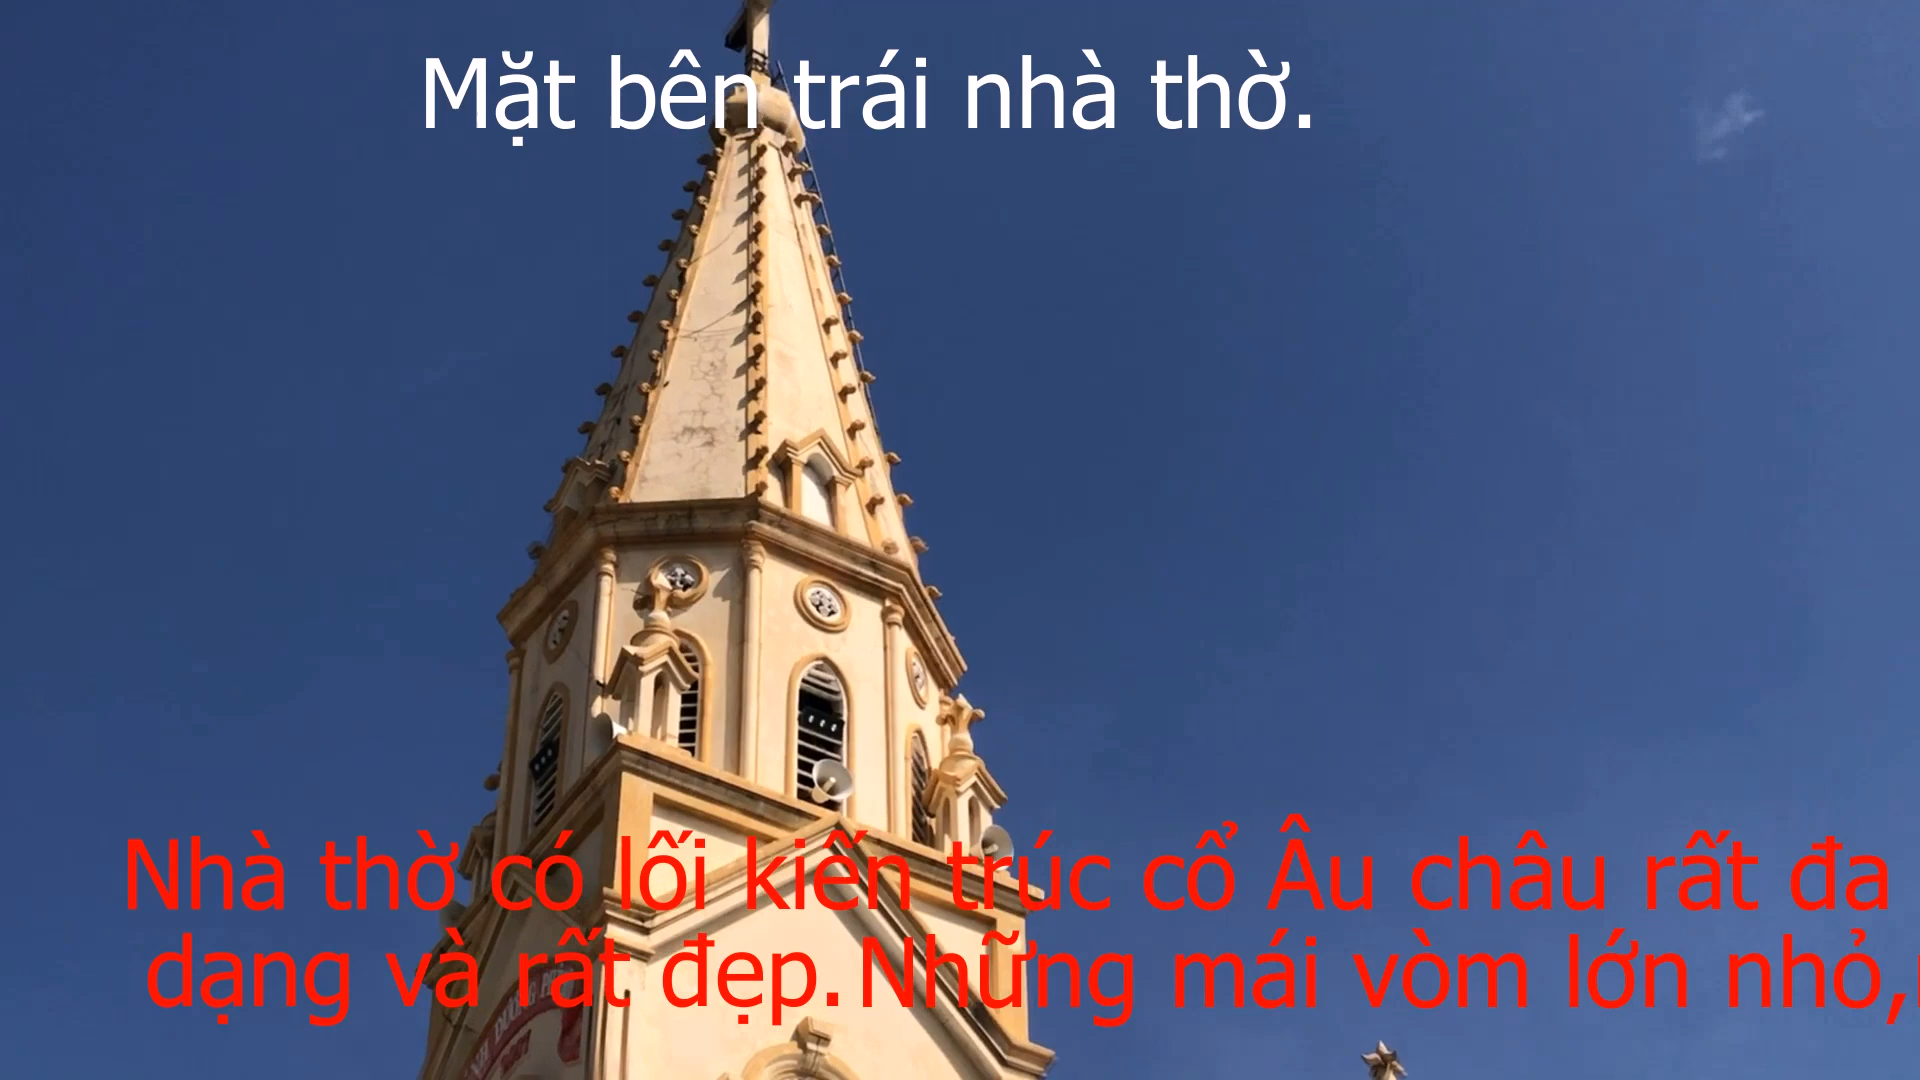 Mặt bên trái nhà thờ.
Nhà thờ có lối kiến trúc cổ Âu châu rất đa
dạng và rất đẹp.Những mái vòm lớn nhỏ,